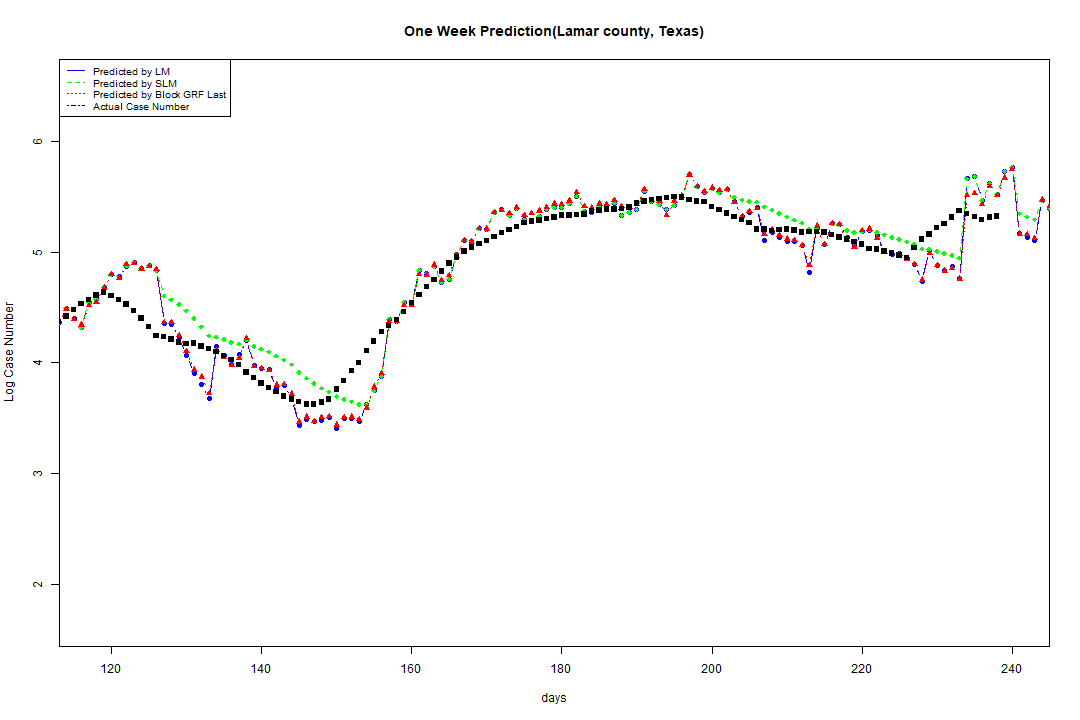 One Week Prediction(Lamar county, Texas)
Predicted by LM
Predicted by SLM
Predicted by Block GRF Last
Actual Case Number
6
5
4
3
2
Log Case Number
120 140 160 180 200 220 240
days